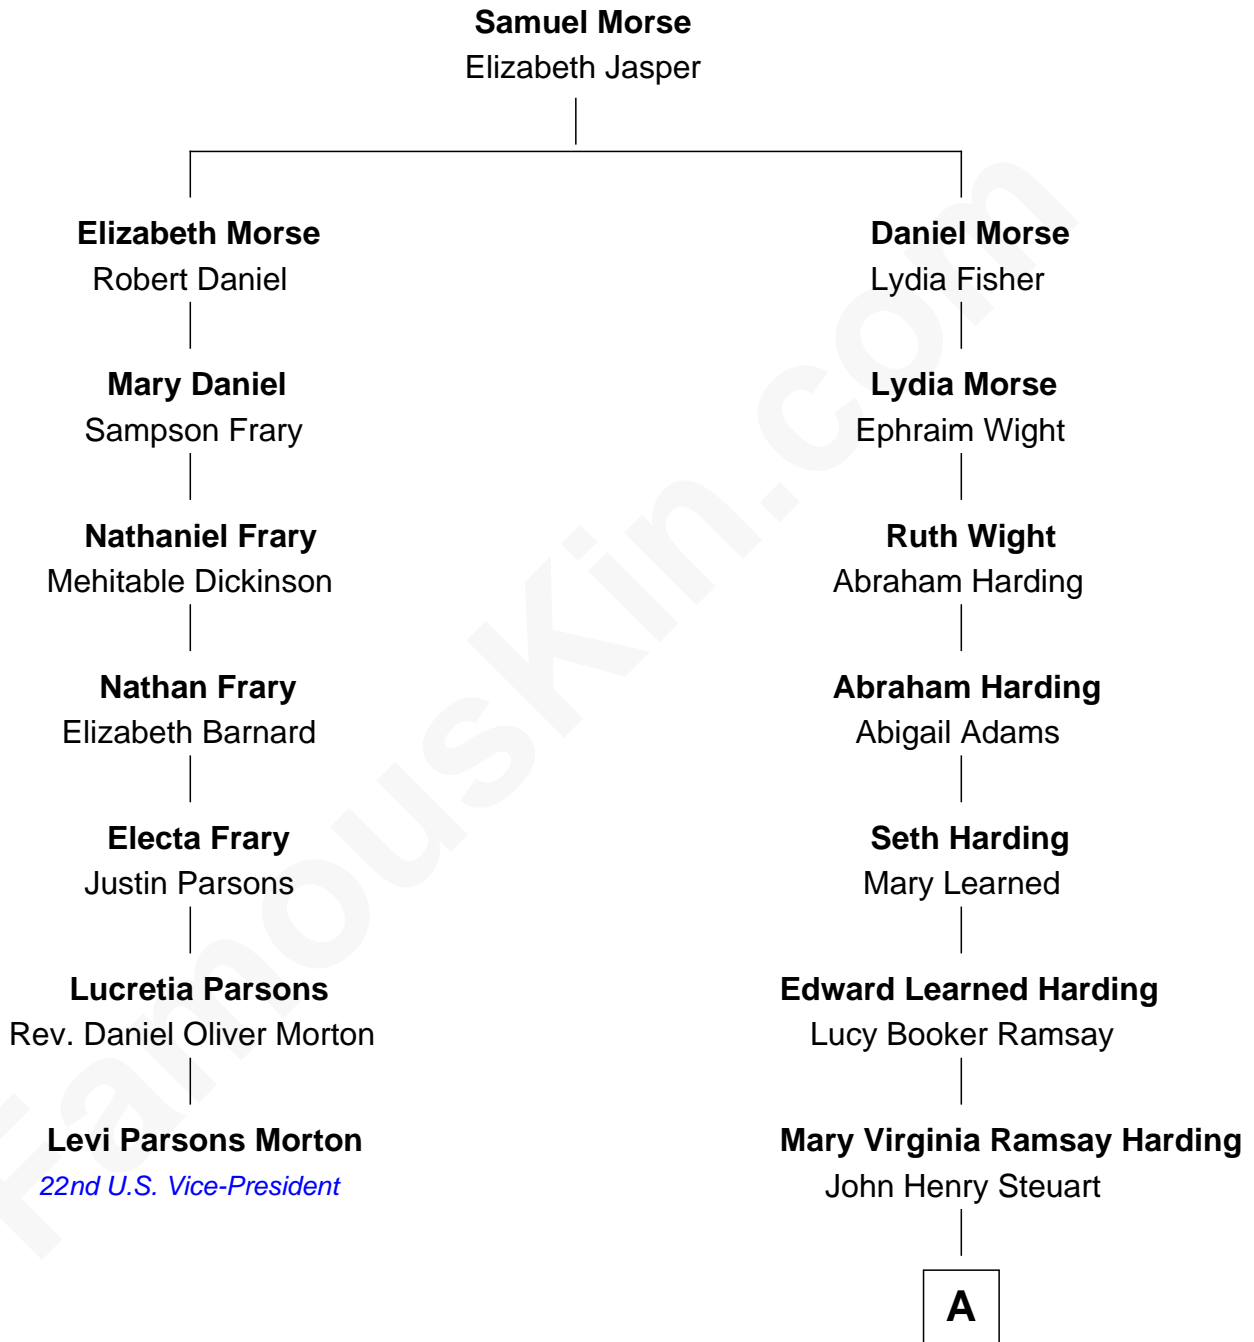 Samuel Morse
Elizabeth Jasper
Elizabeth Morse
Robert Daniel
Mary Daniel
Sampson Frary
Nathaniel Frary
Mehitable Dickinson
Nathan Frary
Elizabeth Barnard
Electa Frary
Justin Parsons
Lucretia Parsons
Rev. Daniel Oliver Morton
Levi Parsons Morton
22nd U.S. Vice-President
Daniel Morse
Lydia Fisher
Lydia Morse
Ephraim Wight
Ruth Wight
Abraham Harding
Abraham Harding
Abigail Adams
Seth Harding
Mary Learned
Edward Learned Harding
Lucy Booker Ramsay
Mary Virginia Ramsay Harding
John Henry Steuart
A
FamousKin.com